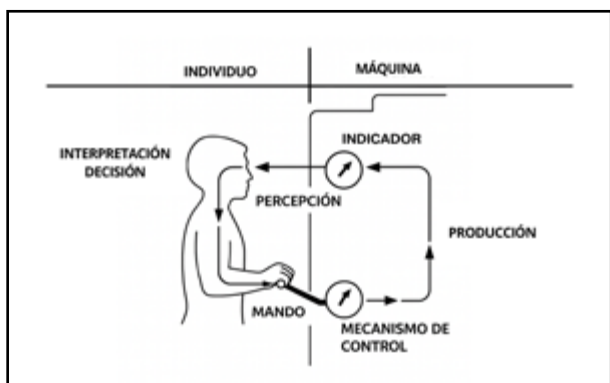 INDIVIDUO
MÁQUINA
INDICADOR
INTERPRETACIÓN
DECISIÓN
PERCEPCIÓN
PRODUCCIÓN
MANDO
MECANISMO DE
CONTROL